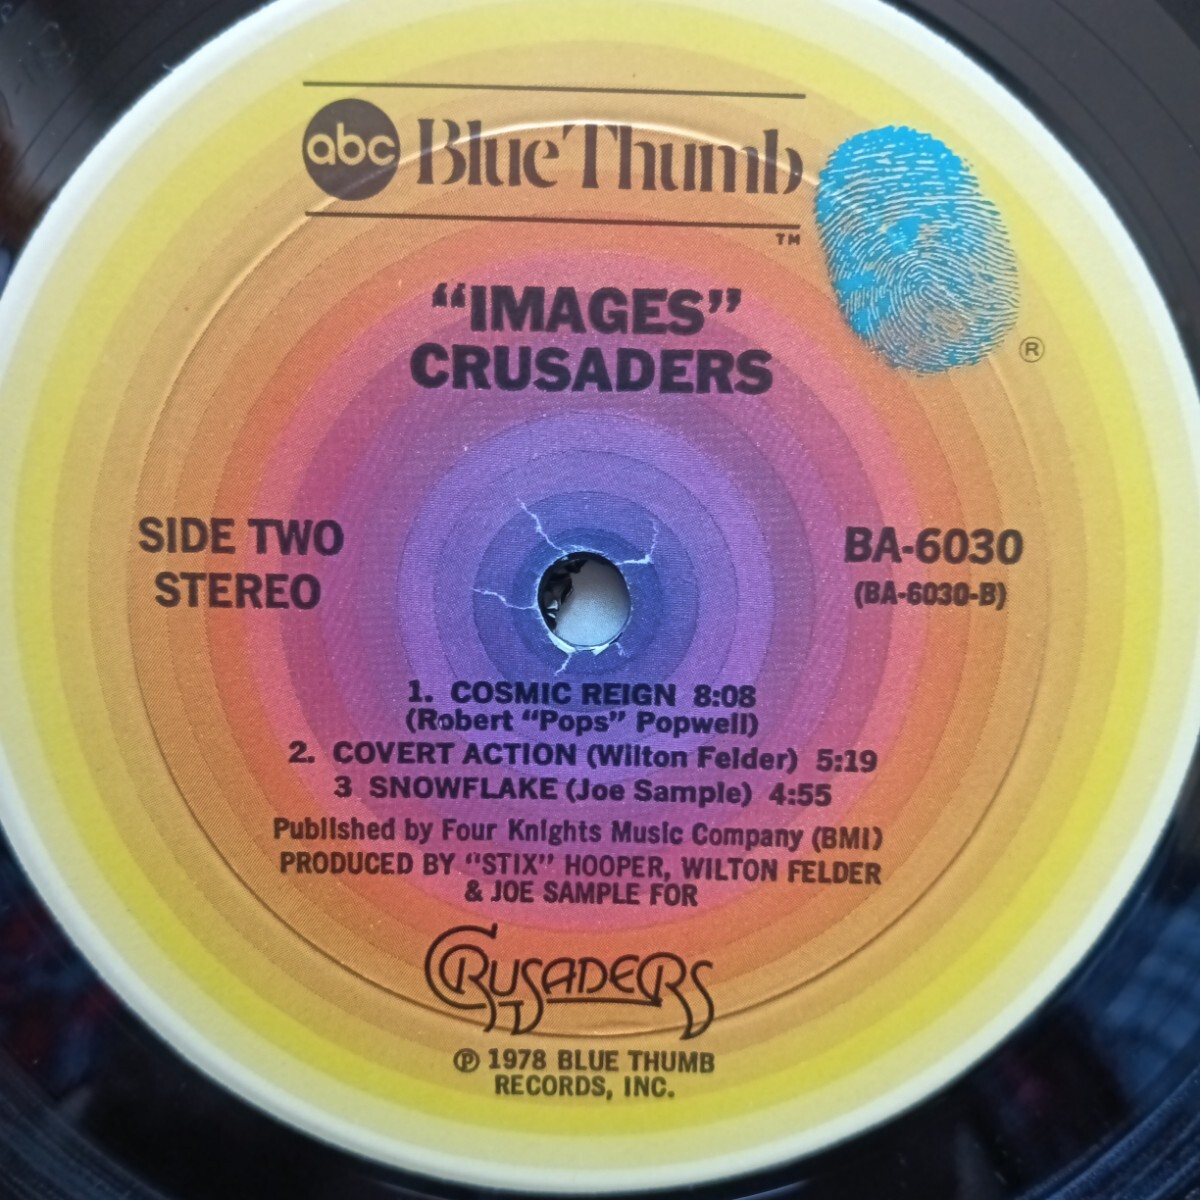 abc Blue Thumb
TM
®
"IMAGES"
CRUSADERS
SIDE TWO
STEREO
BA-6030
(BA-6030-B)
1. COSMIC REIGN 8:08
(Robert "Pops" Popwell)
2. COVERT ACTION (Wilton Felder) 5:19
3 SNOWFLAKE (Joe Sample) 4:55
Published by Four Knights Music Company (BMI)
PRODUCED BY "STIX" HOOPER, WILTON FELDER
& JOE SAMPLE FOR
CRUSADERS
℗ 1978 BLUE THUMB
RECORDS, INC.